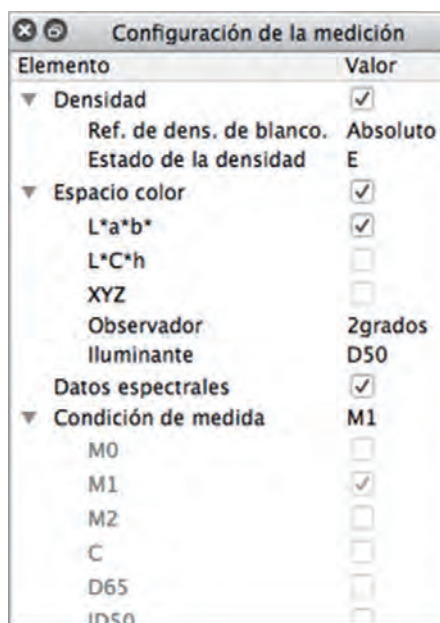 Configuración de la medición
Elemento Valor
Densidad
Ref. de dens. de blanco. Absoluto
Estado de la densidad E
Espacio color
L*a*b*
L*C*h
XYZ
Observador 2grados
Iluminante D50
Datos espectrales
Condición de medida M1
M0
M1
M2
C
D65
ID50